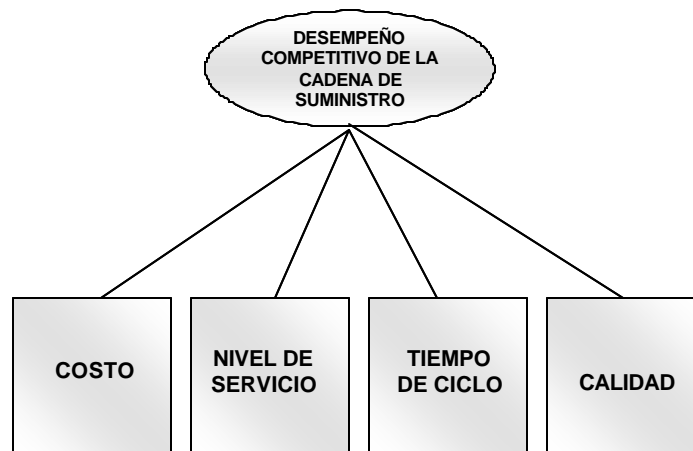 DESEMPEÑO
COMPETITIVO DE LA
CADENA DE
SUMINISTRO
COSTO
NIVEL DE
SERVICIO
TIEMPO
DE CICLO
CALIDAD